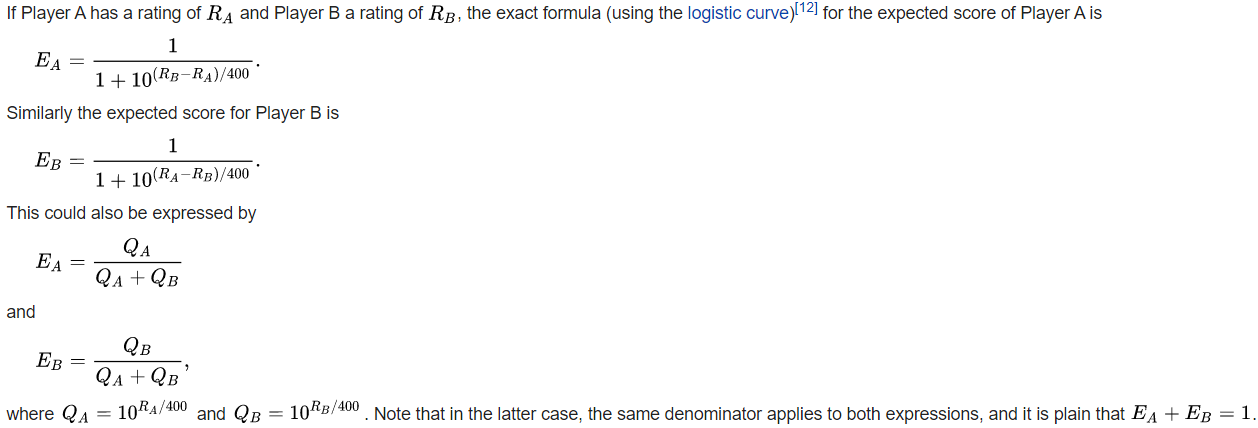 If Player A has a rating of R_A and Player B a rating of R_B, the exact formula (using the logistic curve)[12] for the expected score of Player A is
E_A = 1 / (1 + 10^((R_B − R_A)/400)).
Similarly the expected score for Player B is
E_B = 1 / (1 + 10^((R_A − R_B)/400)).
This could also be expressed by
E_A = Q_A / (Q_A + Q_B)
and
E_B = Q_B / (Q_A + Q_B),
where Q_A = 10^(R_A/400) and Q_B = 10^(R_B/400) . Note that in the latter case, the same denominator applies to both expressions, and it is plain that E_A + E_B = 1.